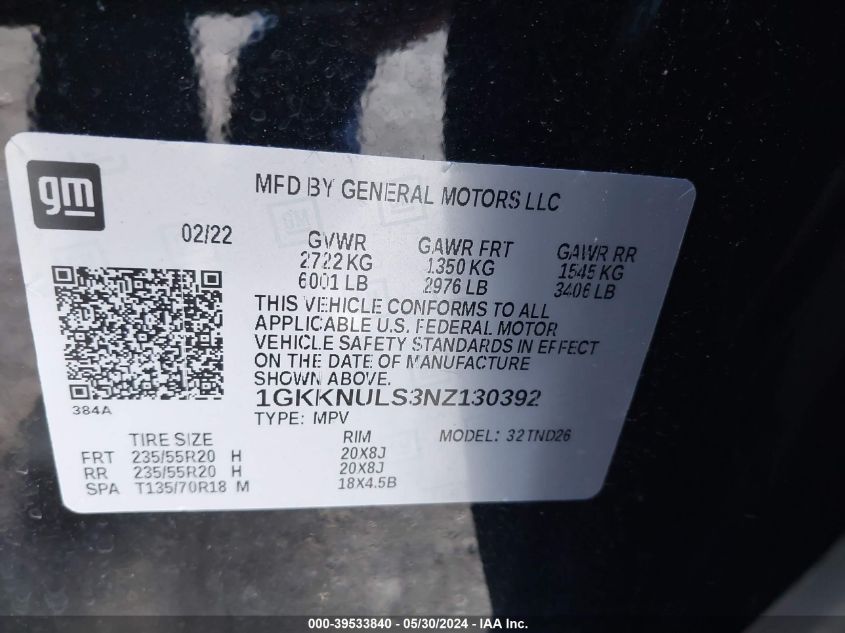 gm
MFD BY GENERAL MOTORS LLC
02/22
GVWR GAWR FRT GAWR RR
2722 KG 1350 KG 1545 KG
6001 LB 2976 LB 3406 LB
THIS VEHICLE CONFORMS TO ALL
APPLICABLE U.S. FEDERAL MOTOR
VEHICLE SAFETY STANDARDS IN EFFECT
ON THE DATE OF MANUFACTURE
SHOWN ABOVE.
384A
1GKKNULS3NZ130392
TYPE: MPV
TIRE SIZE RIM MODEL: 32TND26
FRT 235/55R20 H 20X8J
RR 235/55R20 H 20X8J
SPA T135/70R18 M 18X4.5B
000-39533840 - 05/30/2024 - IAA Inc.